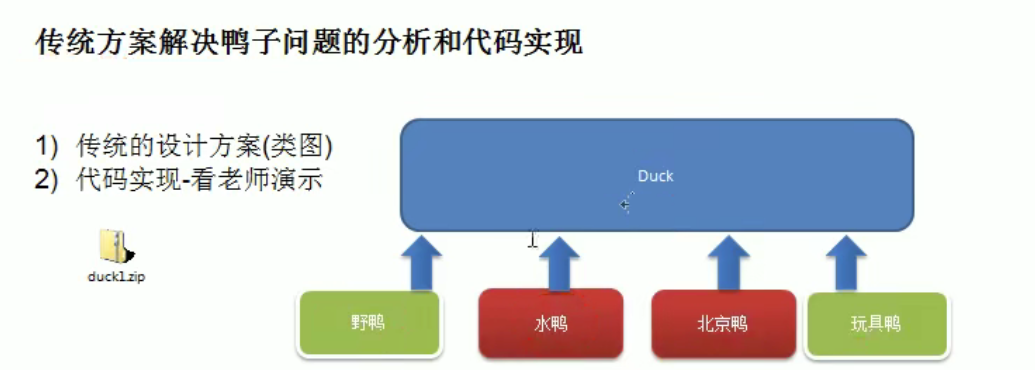 传统方案解决鸭子问题的分析和代码实现
1) 传统的设计方案(类图)
2) 代码实现-看老师演示
Duck
duck1.zip
野鸭
水鸭
北京鸭
玩具鸭